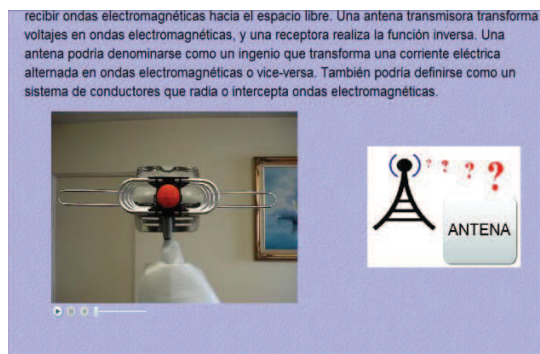 recibir ondas electromagnéticas hacia el espacio libre. Una antena transmisora transforma
voltajes en ondas electromagnéticas, y una receptora realiza la función inversa. Una
antena podría denominarse como un ingenio que transforma una corriente eléctrica
alternada en ondas electromagnéticas o vice-versa. También podría definirse como un
sistema de conductores que radia o intercepta ondas electromagnéticas.
? ? ? ?
ANTENA